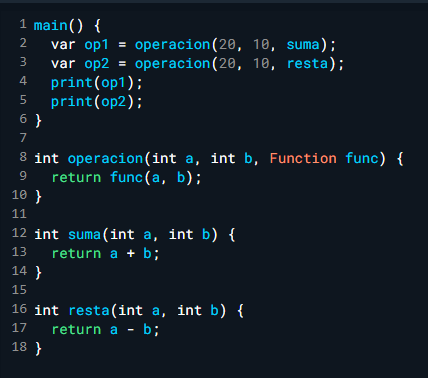 1 main() {
2   var op1 = operacion(20, 10, suma);
3   var op2 = operacion(20, 10, resta);
4   print(op1);
5   print(op2);
6 }
7
8 int operacion(int a, int b, Function func) {
9   return func(a, b);
10 }
11
12 int suma(int a, int b) {
13   return a + b;
14 }
15
16 int resta(int a, int b) {
17   return a - b;
18 }